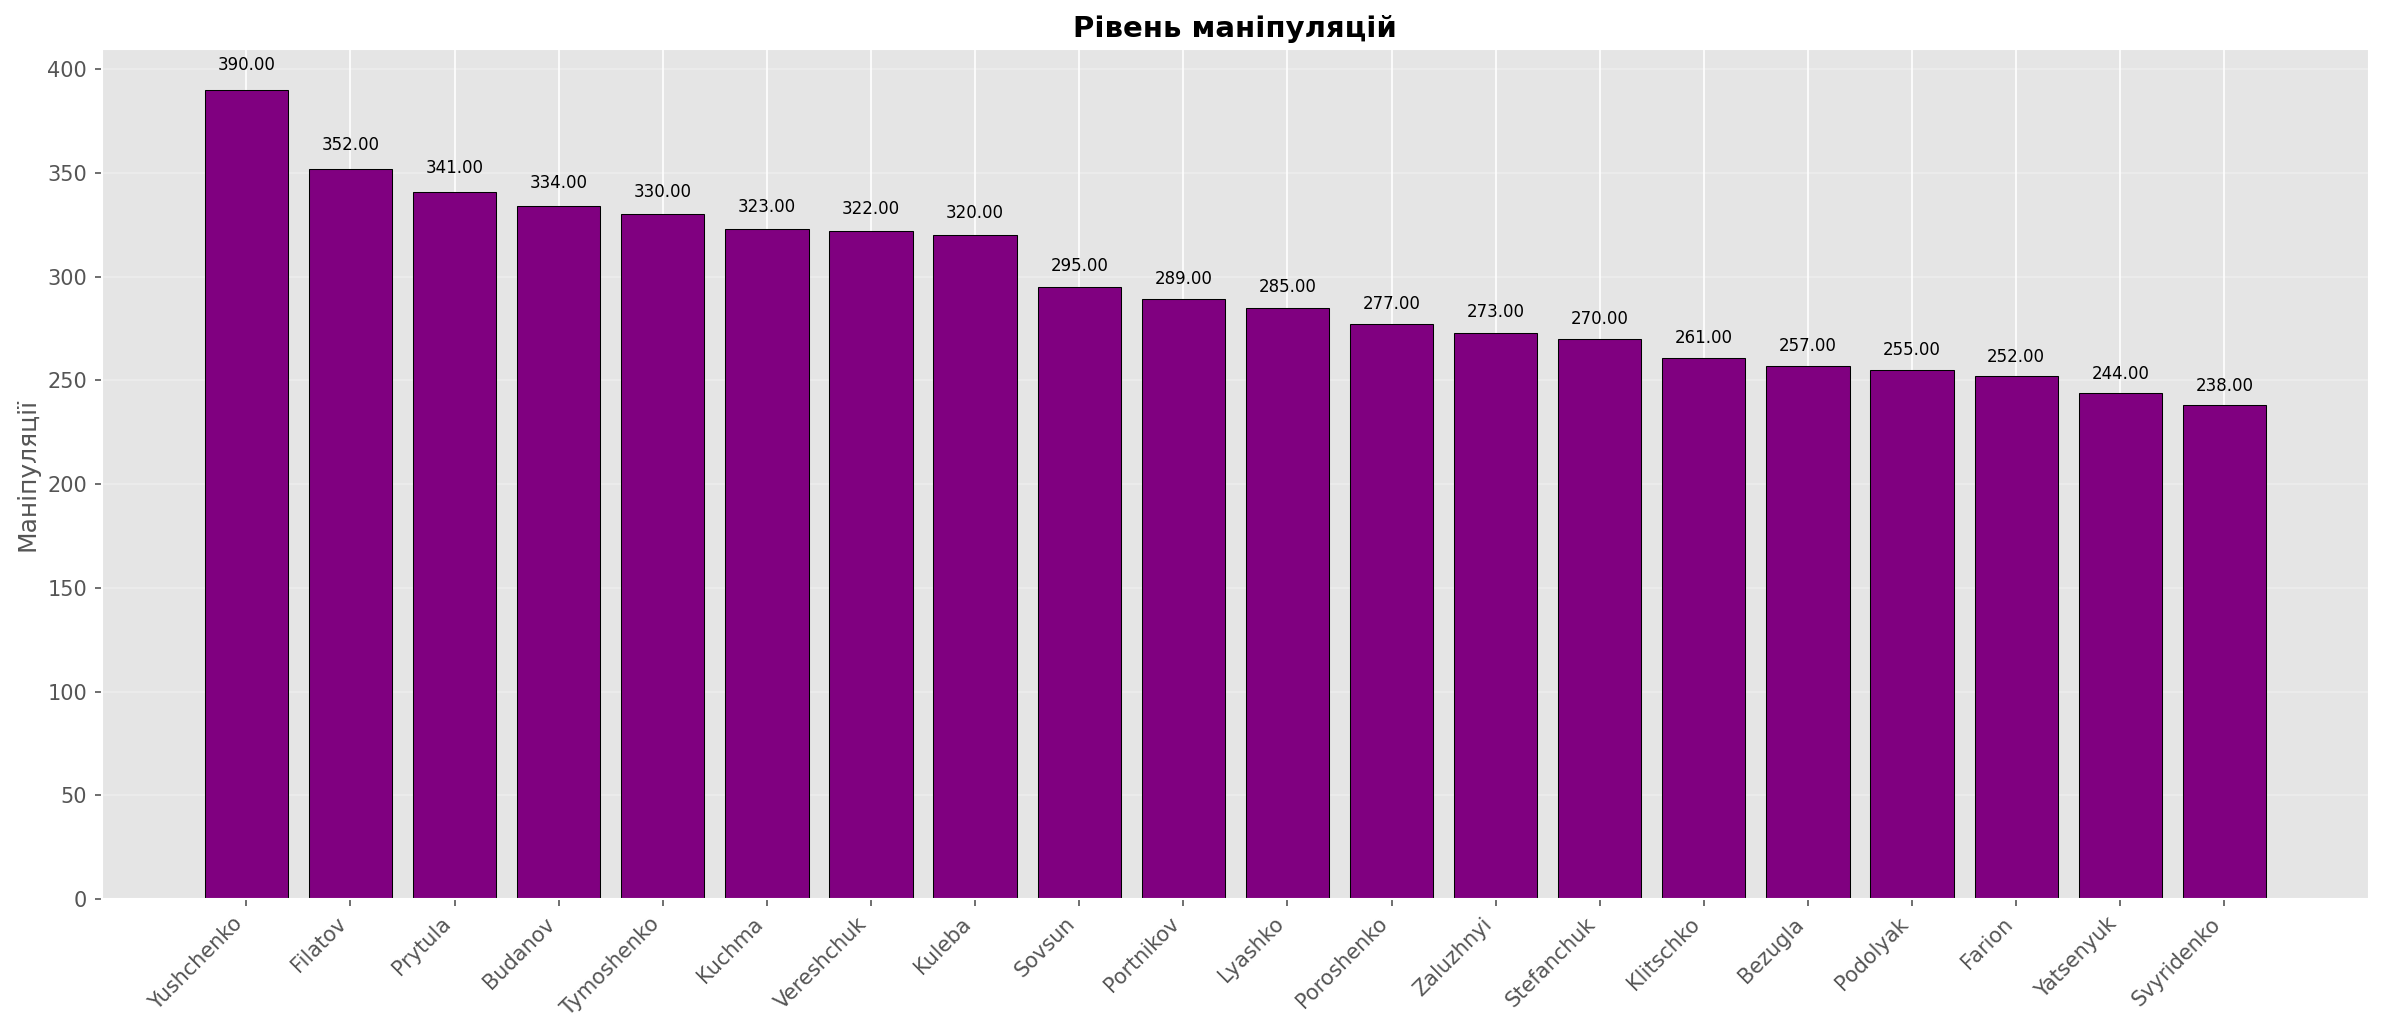 Рівень маніпуляцій
Маніпуляції
400
350
300
250
200
150
100
50
0
390.00
352.00
341.00
334.00
330.00
323.00
322.00
320.00
295.00
289.00
285.00
277.00
273.00
270.00
261.00
257.00
255.00
252.00
244.00
238.00
Yushchenko
Filatov
Prytula
Budanov
Tymoshenko
Kuchma
Vereshchuk
Kuleba
Sovsun
Portnikov
Lyashko
Poroshenko
Zaluzhnyi
Stefanchuk
Klitschko
Bezugla
Podolyak
Farion
Yatsenyuk
Svyridenko